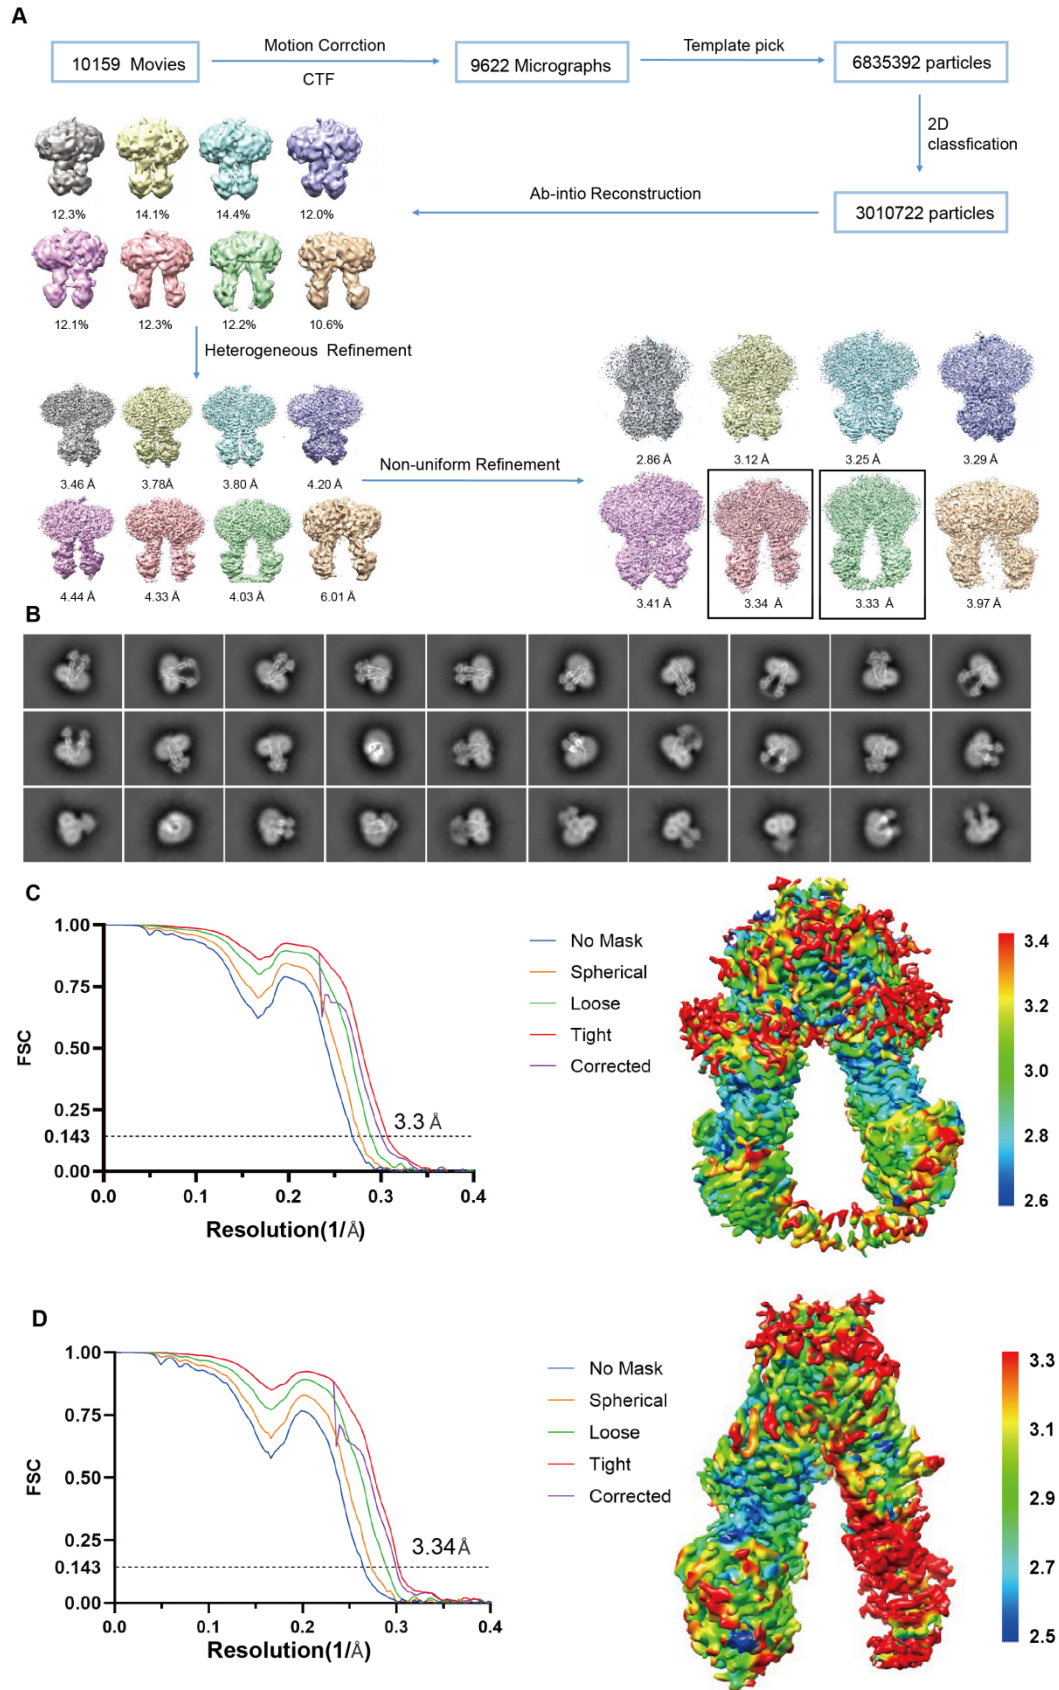 A
10159 Movies
Motion Corrction
CTF
9622 Micrographs
Template pick
6835392 particles
2D
classfication
3010722 particles
Ab-intio Reconstruction
12.3% 14.1% 14.4% 12.0%
12.1% 12.3% 12.2% 10.6%
Heterogeneous Refinement
3.46 Å 3.78Å 3.80 Å 4.20 Å
4.44 Å 4.33 Å 4.03 Å 6.01 Å
Non-uniform Refinement
2.86 Å 3.12 Å 3.25 Å 3.29 Å
3.41 Å 3.34 Å 3.33 Å 3.97 Å
B
C
1.00
0.75
0.50
0.25
0.143
0.00
FSC
0.0 0.1 0.2 0.3 0.4
Resolution(1/Å)
3.3 Å
No Mask
Spherical
Loose
Tight
Corrected
3.4
3.2
3.0
2.8
2.6
D
1.00
0.75
0.50
0.25
0.143
0.00
FSC
0.0 0.1 0.2 0.3 0.4
Resolution(1/Å)
3.34Å
No Mask
Spherical
Loose
Tight
Corrected
3.3
3.1
2.9
2.7
2.5